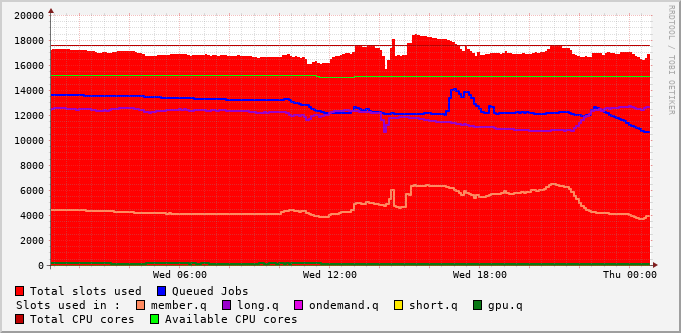 RRDTOOL / TOBI OETIKER
20000
18000
16000
14000
12000
10000
8000
6000
4000
2000
0
Wed 06:00 Wed 12:00 Wed 18:00 Thu 00:00
Total slots used Queued Jobs
Slots used in : member.q long.q ondemand.q short.q gpu.q
Total CPU cores Available CPU cores